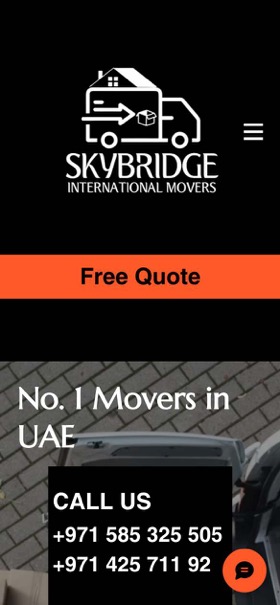 SKYBRIDGE
INTERNATIONAL MOVERS
Free Quote
No. 1 Movers in
UAE
CALL US
+971 585 325 505
+971 425 711 92